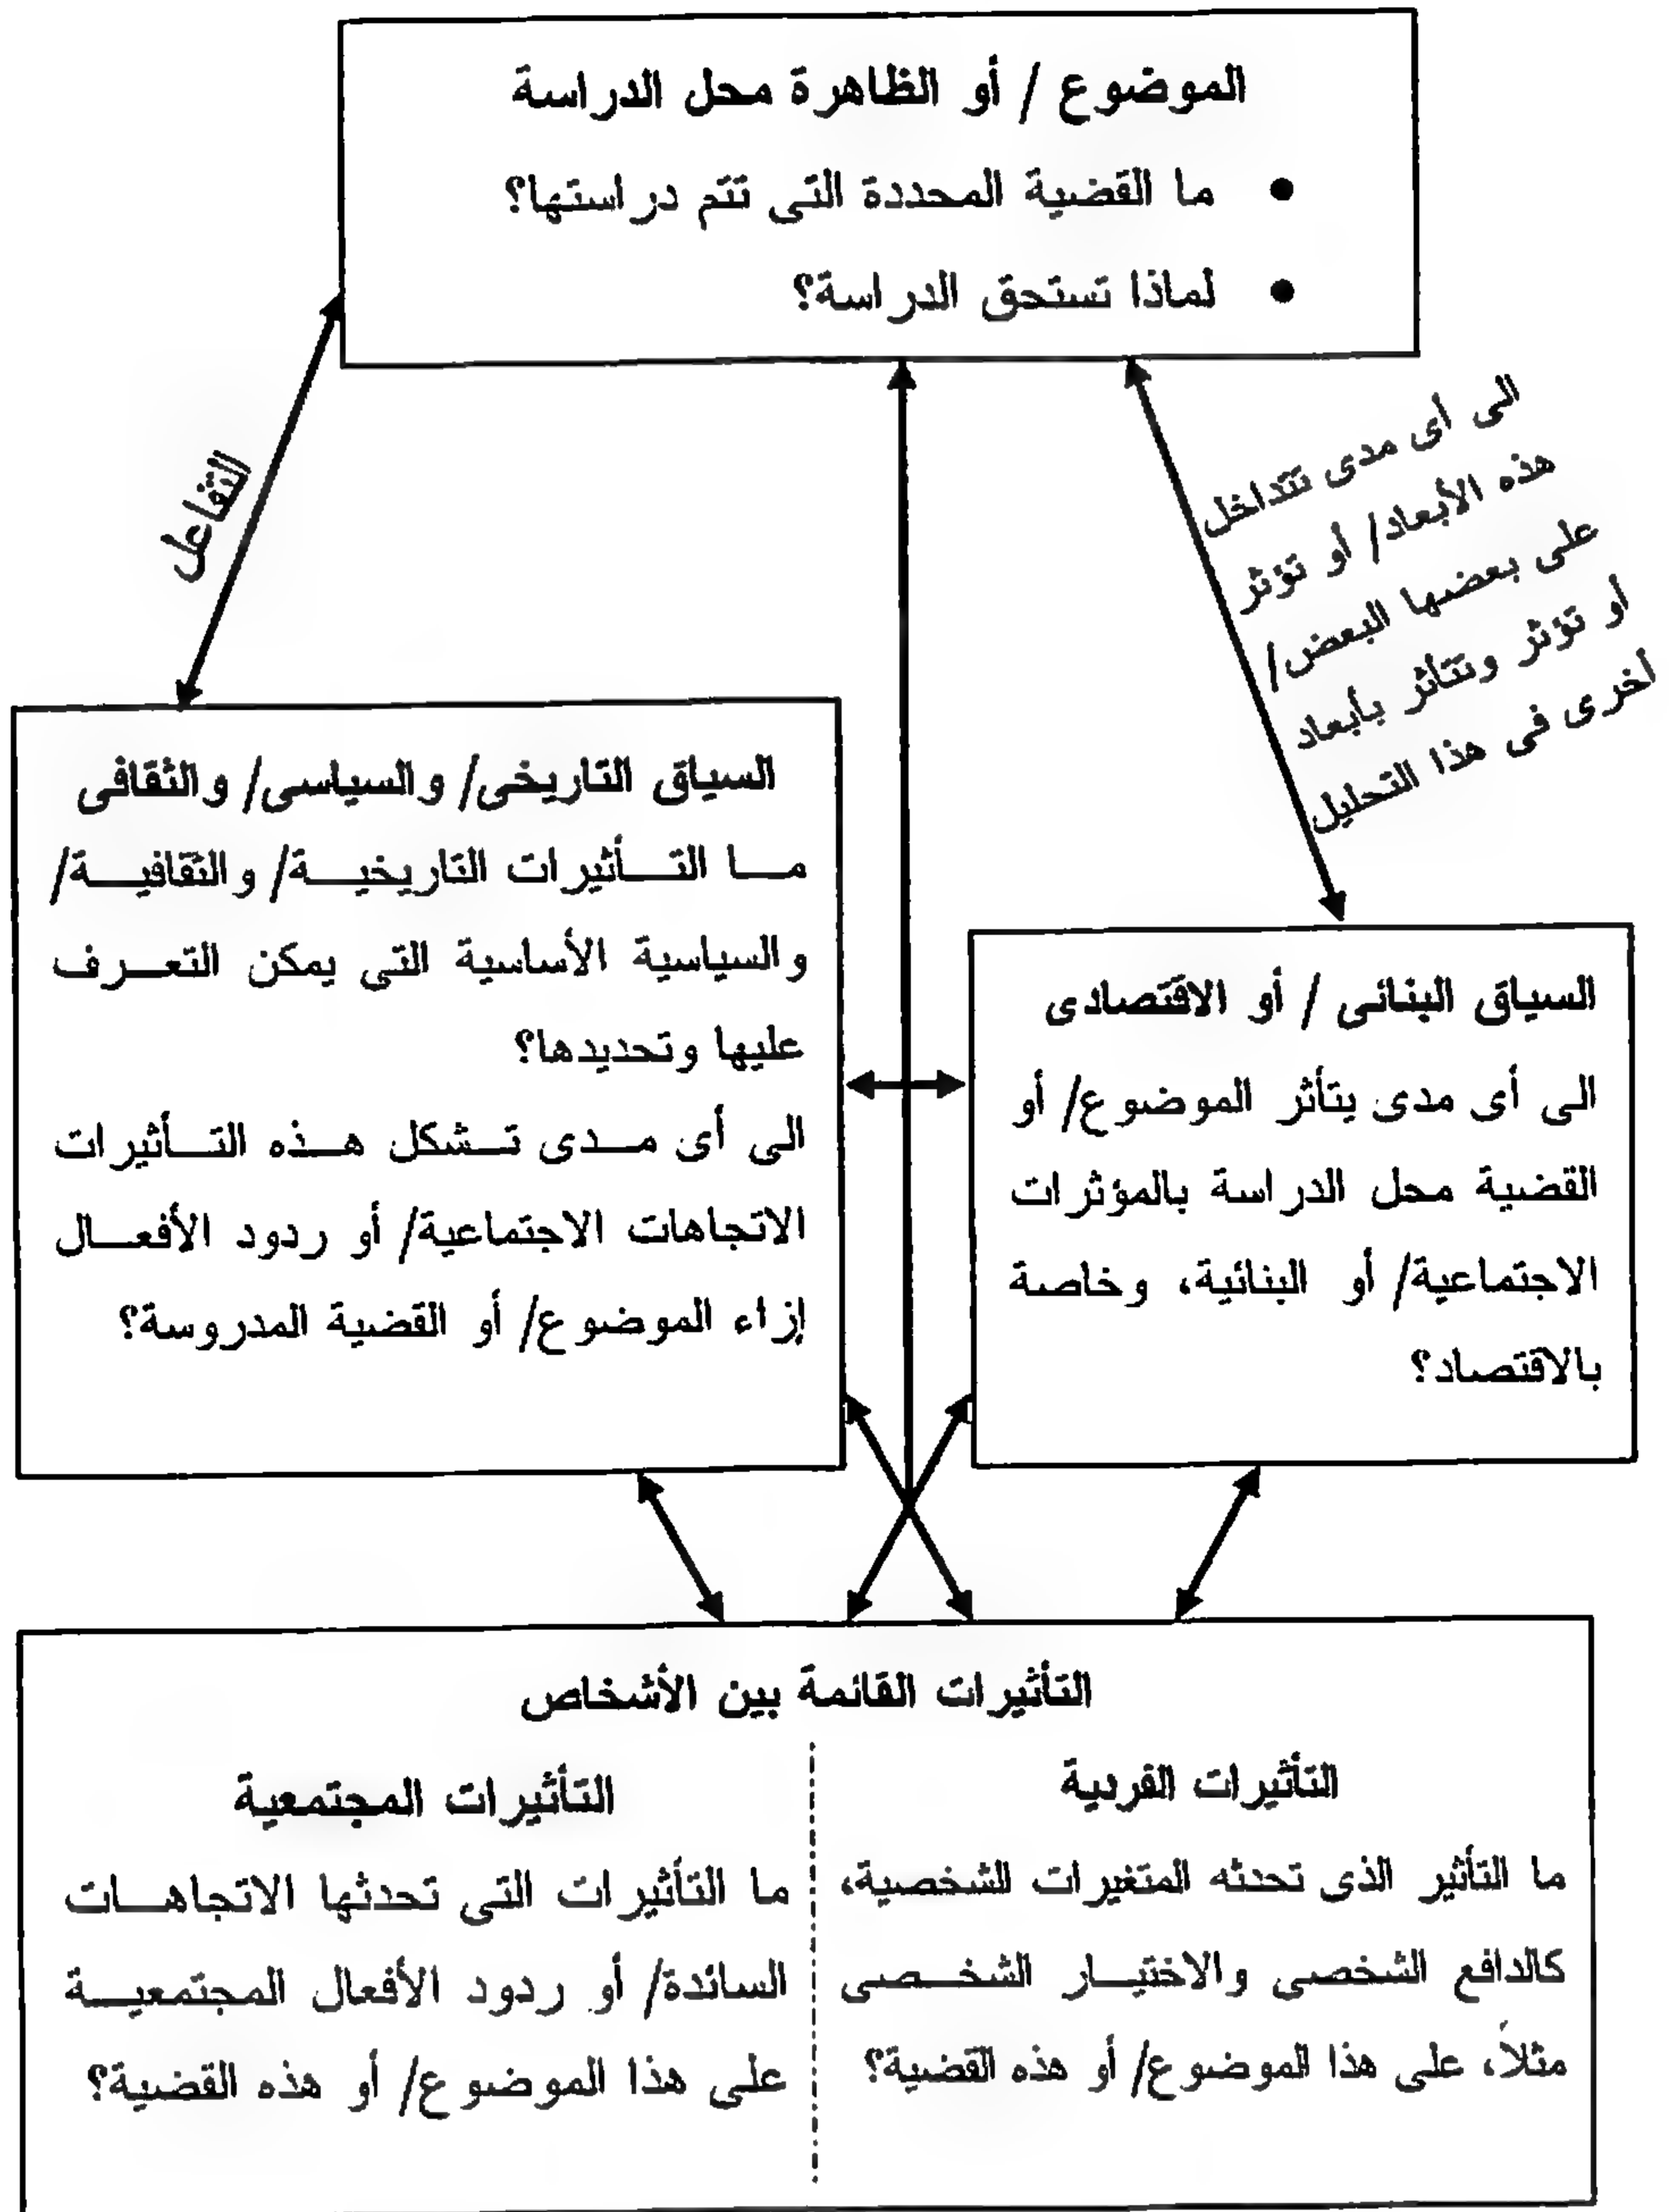 الموضوع / أو الظاهرة محل الدراسة
• ما القضية المحددة التى تتم دراستها؟
• لماذا تستحق الدراسة؟
الى أى مدى تتداخل
هذه الأبعاد/ أو تؤثر
على بعضها البعض/
أو تؤثر وتتأثر بأبعاد
أخرى فى هذا التحليل
التفاعل
السياق البنائى / أو الاقتصادى
الى أى مدى يتأثر الموضوع/ أو
القضية محل الدراسة بالمؤثرات
الاجتماعية/ أو البنائية، وخاصة
بالاقتصاد؟
السياق التاريخى/ والسياسى/ والثقافى
ما التأثيرات التاريخية/ والثقافية/
والسياسية الأساسية التى يمكن التعرف
عليها وتحديدها؟
الى أى مدى تشكل هذه التأثيرات
الاتجاهات الاجتماعية/ أو ردود الأفعال
إزاء الموضوع/ أو القضية المدروسة؟
التأثيرات القائمة بين الأشخاص
التأثيرات الفردية
ما التأثير الذى تحدثه المتغيرات الشخصية،
كالدافع الشخصى والاختيار الشخصى
مثلاً، على هذا الموضوع/ أو هذه القضية؟
التأثيرات المجتمعية
ما التأثيرات التى تحدثها الاتجاهات
السائدة/ أو ردود الأفعال المجتمعية
على هذا الموضوع/ أو هذه القضية؟